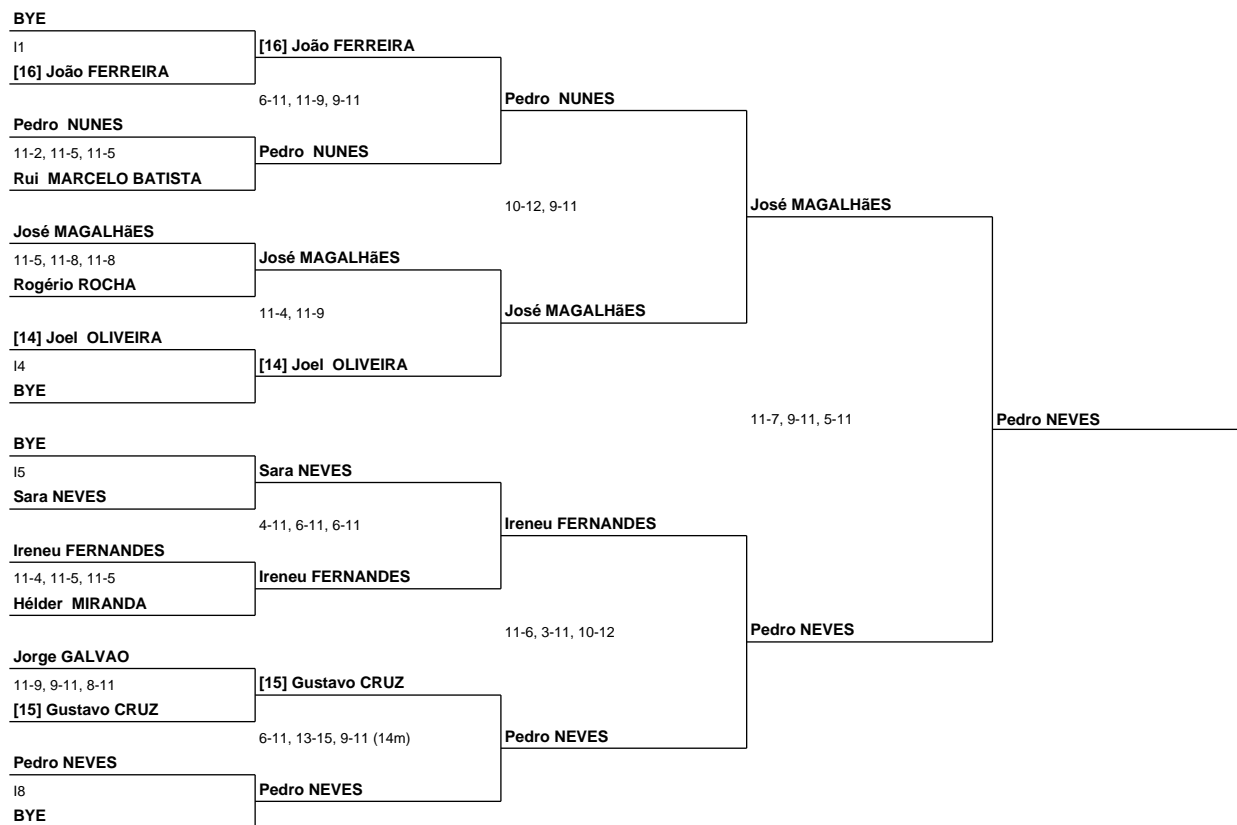 BYE
I1
[16] João FERREIRA
[16] João FERREIRA
6-11, 11-9, 9-11
Pedro NUNES
Pedro NUNES
11-2, 11-5, 11-5
Pedro NUNES
Rui MARCELO BATISTA
10-12, 9-11
José MAGALHãES
José MAGALHãES
11-5, 11-8, 11-8
José MAGALHãES
Rogério ROCHA
11-4, 11-9
José MAGALHãES
[14] Joel OLIVEIRA
I4
[14] Joel OLIVEIRA
BYE
11-7, 9-11, 5-11
Pedro NEVES
BYE
I5
Sara NEVES
Sara NEVES
4-11, 6-11, 6-11
Ireneu FERNANDES
Ireneu FERNANDES
11-4, 11-5, 11-5
Ireneu FERNANDES
Hélder MIRANDA
11-6, 3-11, 10-12
Pedro NEVES
Jorge GALVAO
11-9, 9-11, 8-11
[15] Gustavo CRUZ
[15] Gustavo CRUZ
6-11, 13-15, 9-11 (14m)
Pedro NEVES
Pedro NEVES
I8
Pedro NEVES
BYE